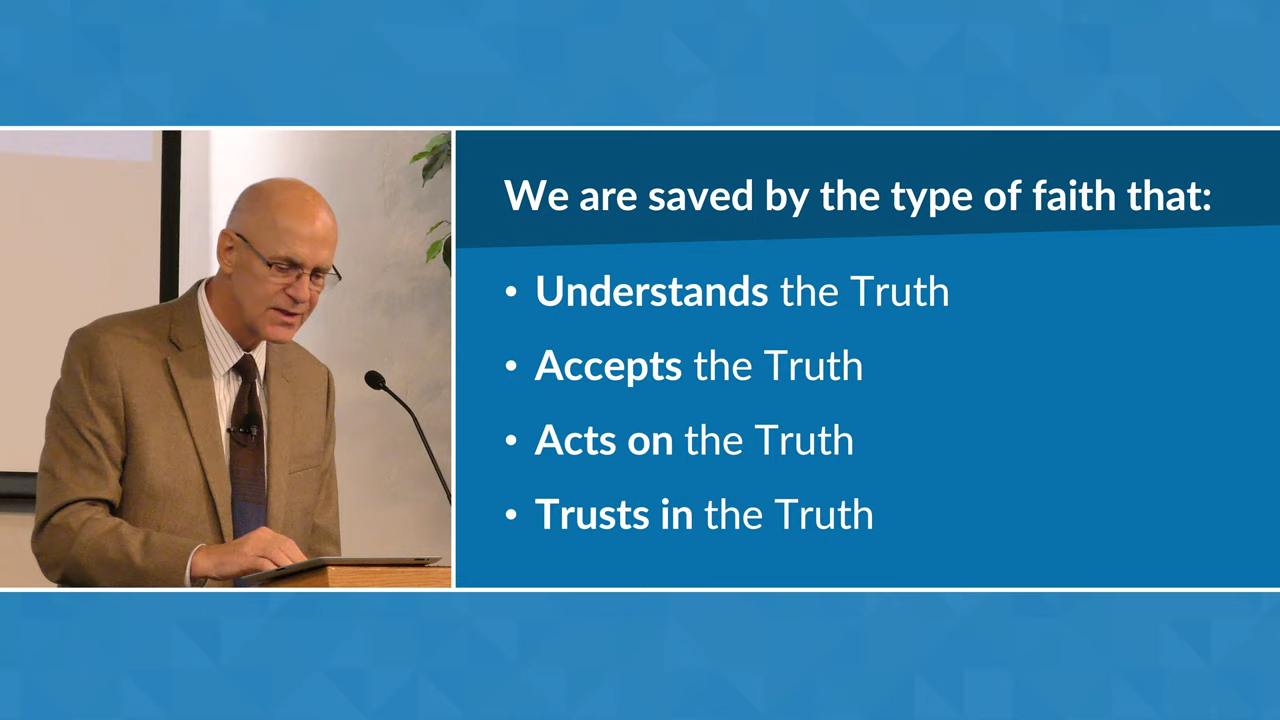 We are saved by the type of faith that:
• Understands the Truth
• Accepts the Truth
• Acts on the Truth
• Trusts in the Truth